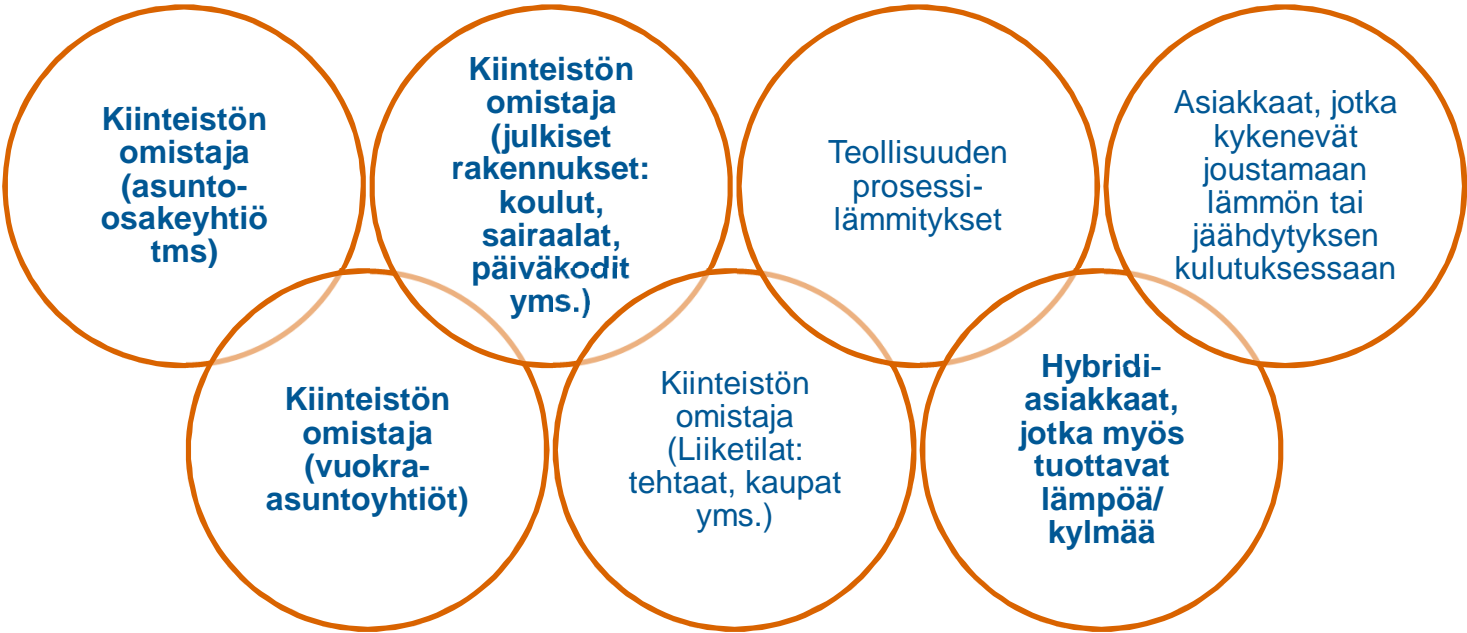 Kiinteistön
omistaja
(asunto-
osakeyhtiö
tms)
Kiinteistön
omistaja
(vuokra-
asuntoyhtiöt)
Kiinteistön
omistaja
(julkiset
rakennukset:
koulut,
sairaalat,
päiväkodit
yms.)
Kiinteistön
omistaja
(Liiketilat:
tehtaat, kaupat
yms.)
Teollisuuden
prosessi-
lämmitykset
Hybridi-
asiakkaat,
jotka myös
tuottavat
lämpöä/
kylmää
Asiakkaat, jotka
kykenevät
joustamaan
lämmön tai
jäähdytyksen
kulutuksessaan